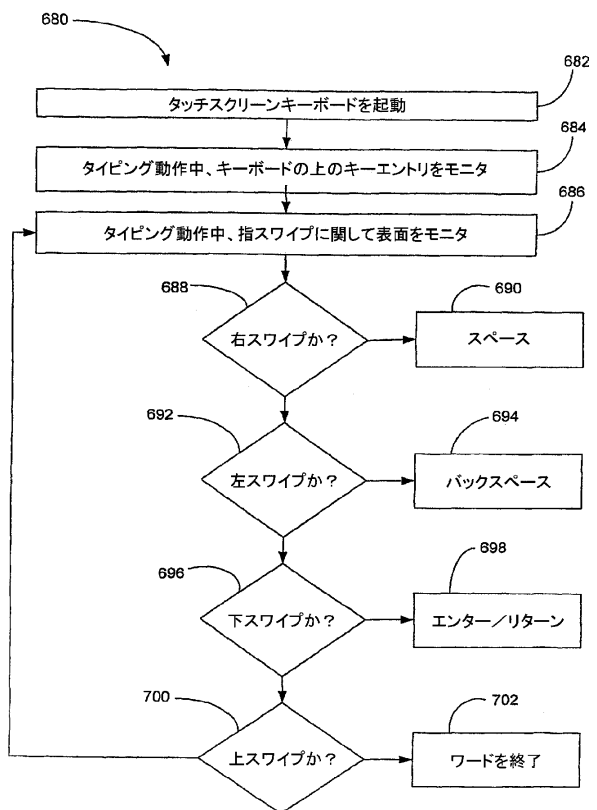 680
682
タッチスクリーンキーボードを起動
684
タイピング動作中、キーボードの上のキーエントリをモニタ
686
タイピング動作中、指スワイプに関して表面をモニタ
688
690
右スワイプか?
スペース
692
694
左スワイプか?
バックスペース
696
698
下スワイプか?
エンター/リターン
700
702
上スワイプか?
ワードを終了